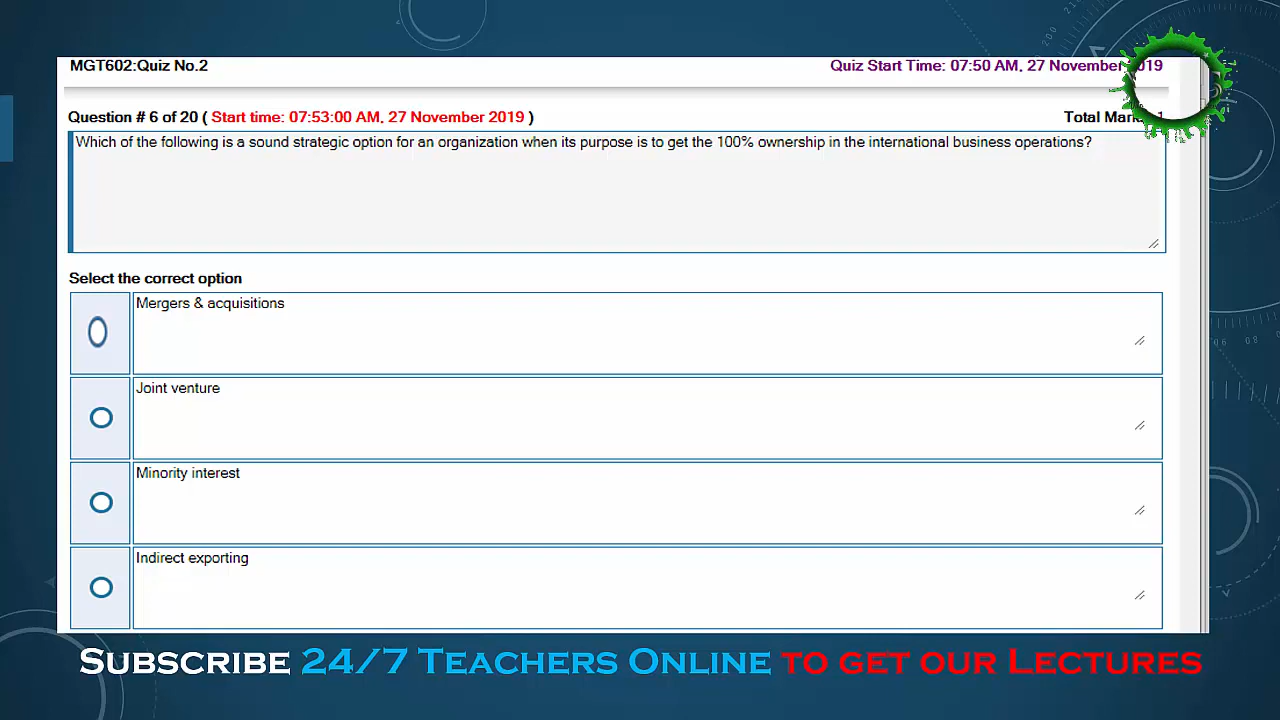 MGT602:Quiz No.2
Quiz Start Time: 07:50 AM, 27 November 2019
Question # 6 of 20 ( Start time: 07:53:00 AM, 27 November 2019 )
Total Marks: 1
Which of the following is a sound strategic option for an organization when its purpose is to get the 100% ownership in the international business operations?
Select the correct option
Mergers & acquisitions
Joint venture
Minority interest
Indirect exporting
Subscribe 24/7 Teachers Online to get our Lectures